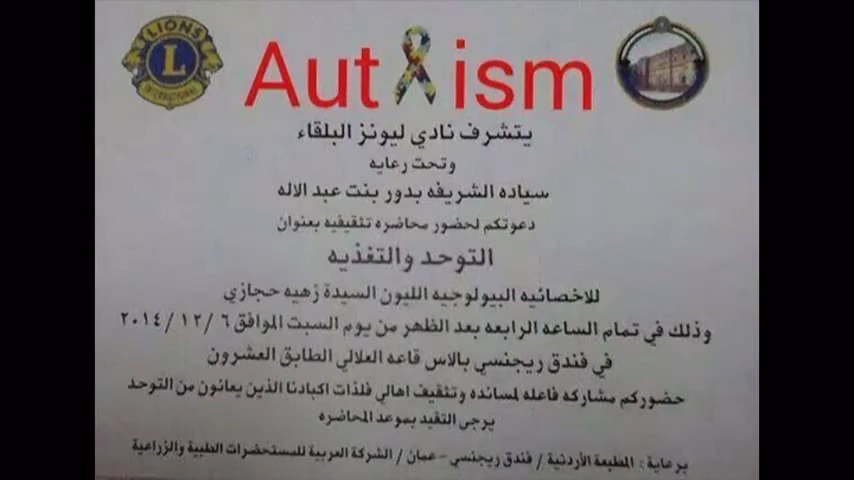 LIONS
L
INTERNATIONAL
Autism
يتشرف نادي ليونز البلقاء
وتحت رعايه
سياده الشريفه بدور بنت عبد الاله
دعوتكم لحضور محاضره تثقيفيه بعنوان
التوحد والتغذيه
للاخصائيه البيولوجيه الليون السيدة زهيه حجازي
وذلك في تمام الساعه الرابعه بعد الظهر من يوم السبت الموافق ٦ /١٢ /٢٠١٤
في فندق ريجنسي بالاس قاعه العلالي الطابق العشرون
حضوركم مشاركه فاعله لمسانده وتثقيف اهالي فلذات اكبادنا الذين يعانون من التوحد
يرجى التقيد بموعد المحاضره
برعاية : المطبعة الأردنية / فندق ريجنسي - عمان / الشركة العربية للمستحضرات الطبية والزراعية